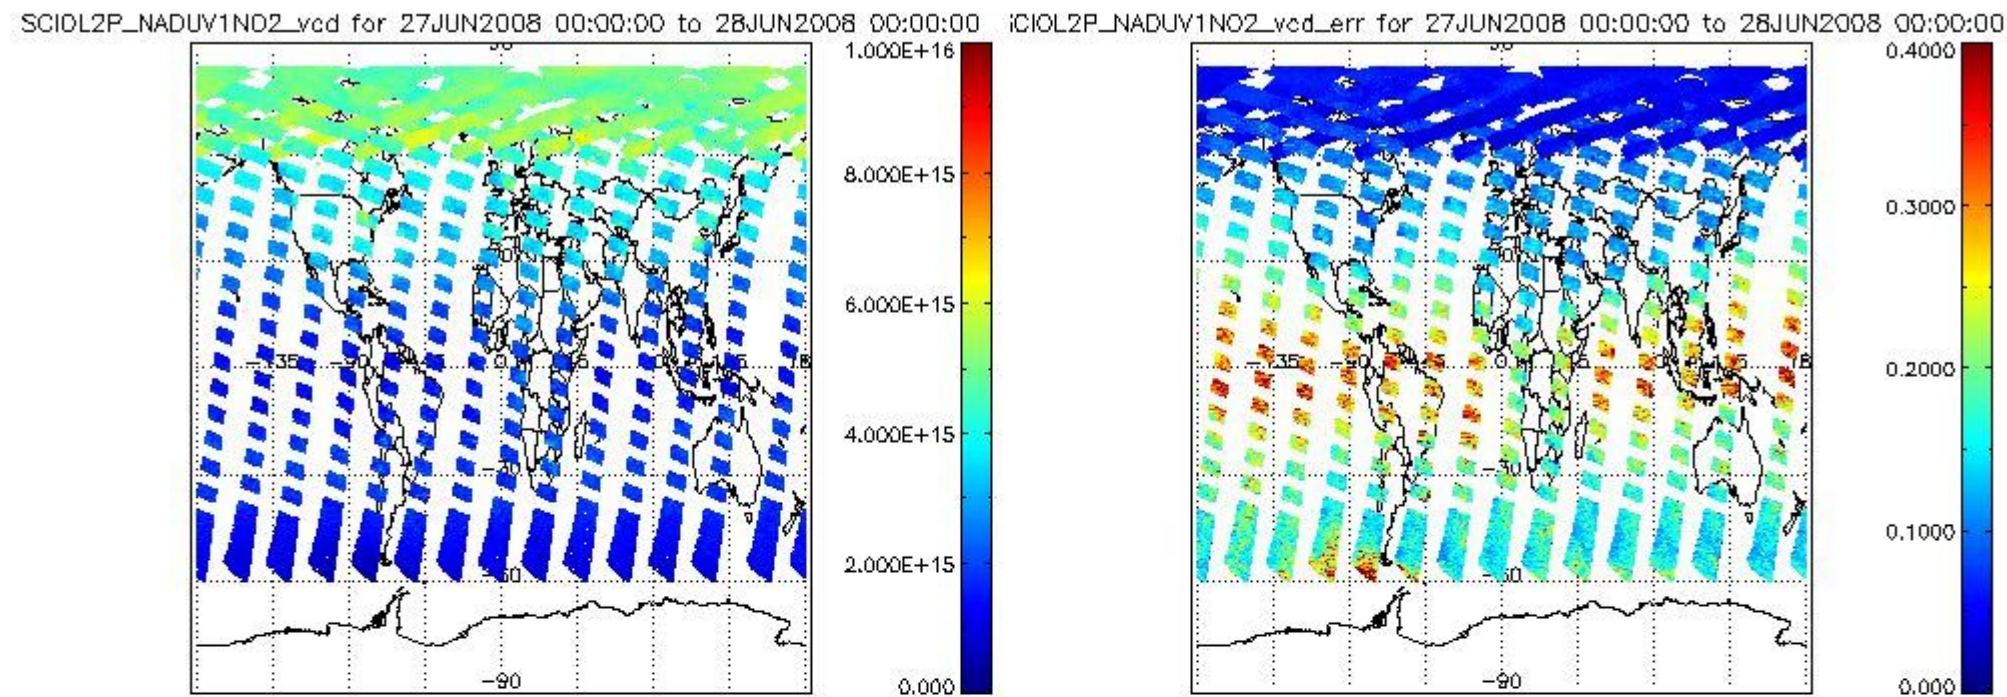 SCIOL2P_NADUV1NO2_vcd for 27JUN2008 00:00:00 to 28JUN2008 00:00:00
1.000E+16
8.000E+15
6.000E+15
4.000E+15
2.000E+15
0.000
-90
0
-30
-60
-90
CIOL2P_NADUV1NO2_vcd_err for 27JUN2008 00:00:00 to 28JUN2008 00:00:00
0.4000
0.3000
0.2000
0.1000
0.000
-30
-60
-90